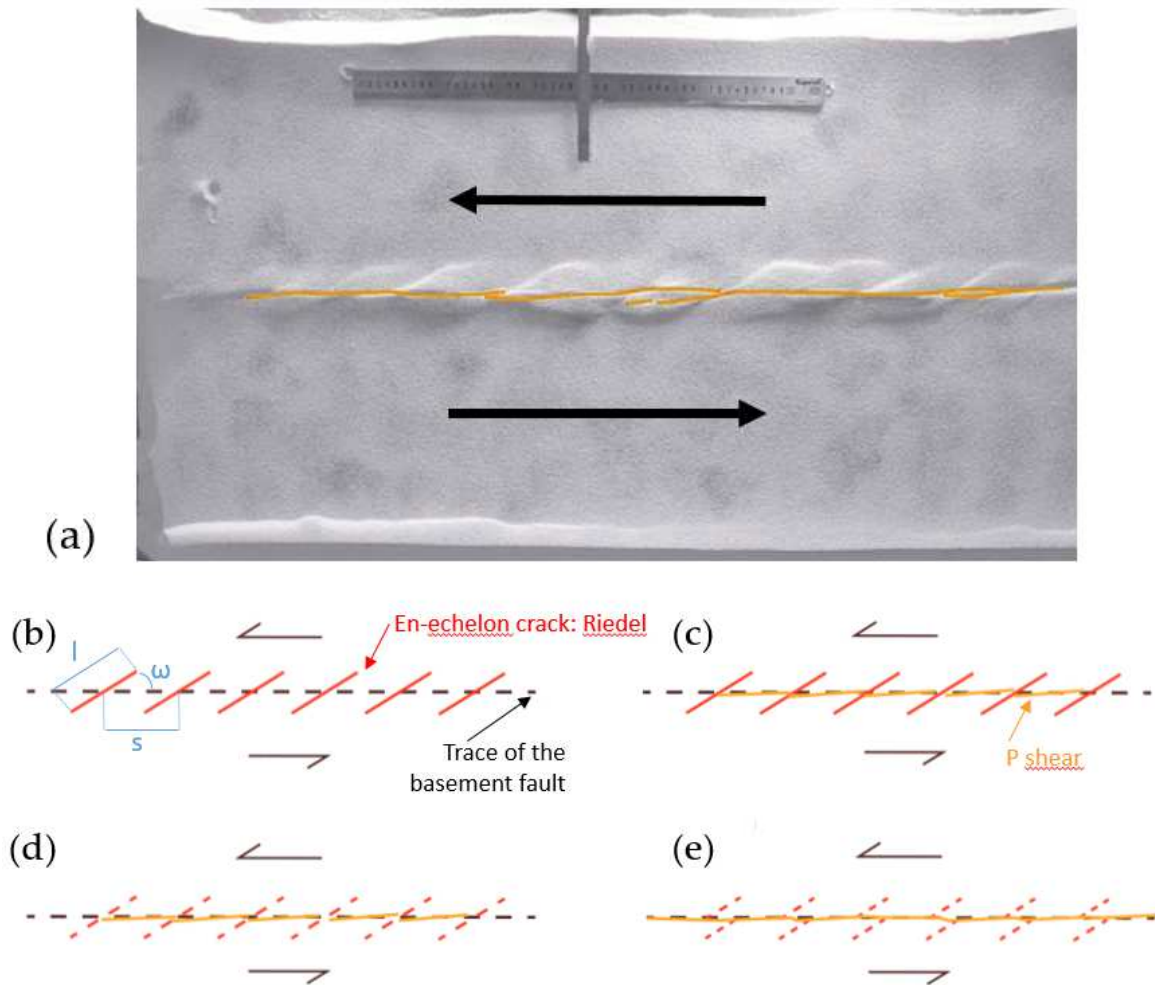 (a)
(b)
En-echelon crack: Riedel
l
ω
s
Trace of the
basement fault
(c)
P shear
(d)
(e)